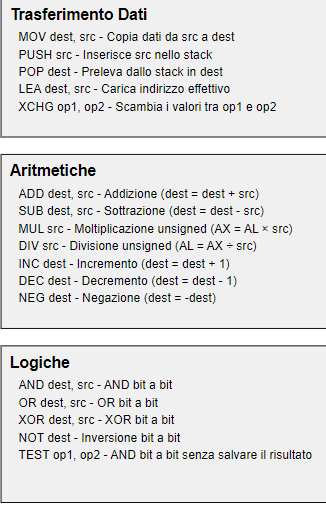 Trasferimento Dati
MOV dest, src - Copia dati da src a dest
PUSH src - Inserisce src nello stack
POP dest - Preleva dallo stack in dest
LEA dest, src - Carica indirizzo effettivo
XCHG op1, op2 - Scambia i valori tra op1 e op2
Aritmetiche
ADD dest, src - Addizione (dest = dest + src)
SUB dest, src - Sottrazione (dest = dest - src)
MUL src - Moltiplicazione unsigned (AX = AL × src)
DIV src - Divisione unsigned (AL = AX ÷ src)
INC dest - Incremento (dest = dest + 1)
DEC dest - Decremento (dest = dest - 1)
NEG dest - Negazione (dest = -dest)
Logiche
AND dest, src - AND bit a bit
OR dest, src - OR bit a bit
XOR dest, src - XOR bit a bit
NOT dest - Inversione bit a bit
TEST op1, op2 - AND bit a bit senza salvare il risultato